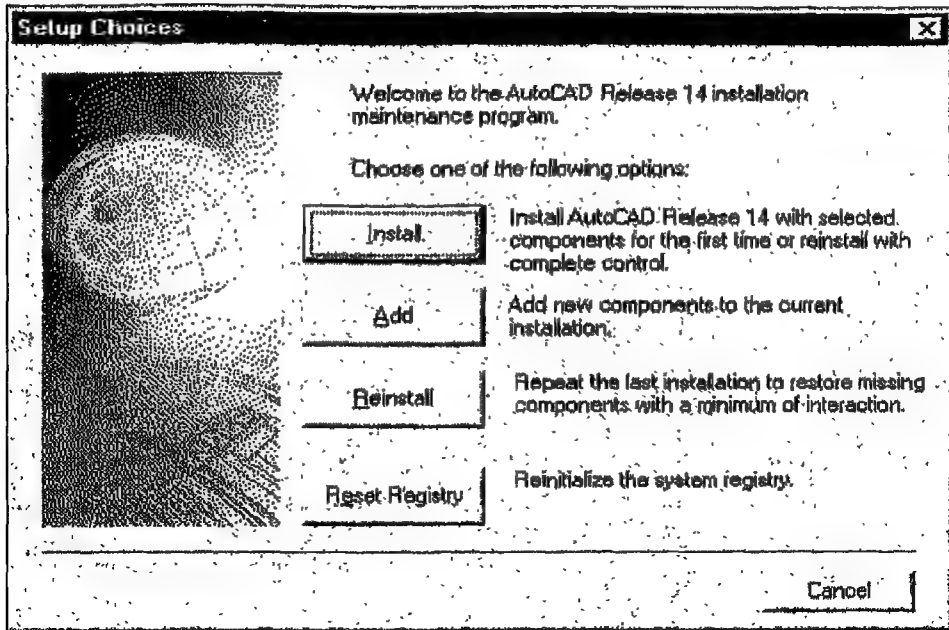 Setup Choices
Welcome to the AutoCAD Release 14 installation
maintenance program.
Choose one of the following options:
Install
Install AutoCAD Release 14 with selected
components for the first time or reinstall with
complete control.
Add
Add new components to the current
installation.
Reinstall
Repeat the last installation to restore missing
components with a minimum of interaction.
Reset Registry
Reinitialize the system registry.
Cancel